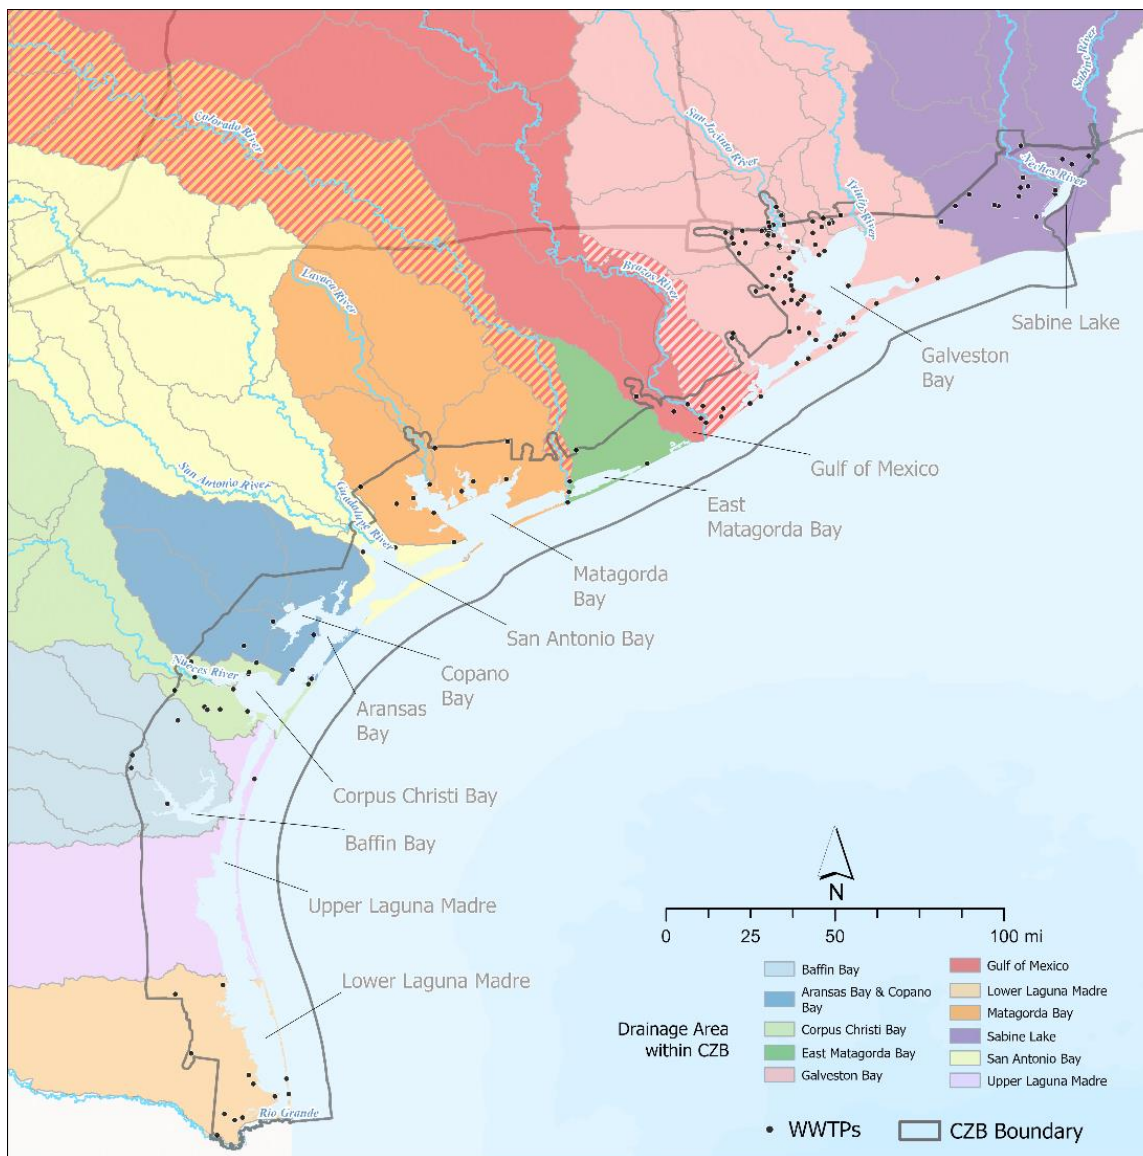 Colorado River
San Jacinto River
Trinity River
Neches River
Sabine River
Lavaca River
Brazos River
Sabine Lake
Galveston
Bay
San Antonio River
Guadalupe River
Gulf of Mexico
East
Matagorda Bay
Matagorda
Bay
San Antonio Bay
Nueces River
Copano
Bay
Aransas
Bay
Corpus Christi Bay
Baffin Bay
Upper Laguna Madre
Lower Laguna Madre
Rio Grande
N
0 25 50 100 mi
Drainage Area
within CZB
Baffin Bay
Aransas Bay & Copano
Bay
Corpus Christi Bay
East Matagorda Bay
Galveston Bay
Gulf of Mexico
Lower Laguna Madre
Matagorda Bay
Sabine Lake
San Antonio Bay
Upper Laguna Madre
WWTPs
CZB Boundary